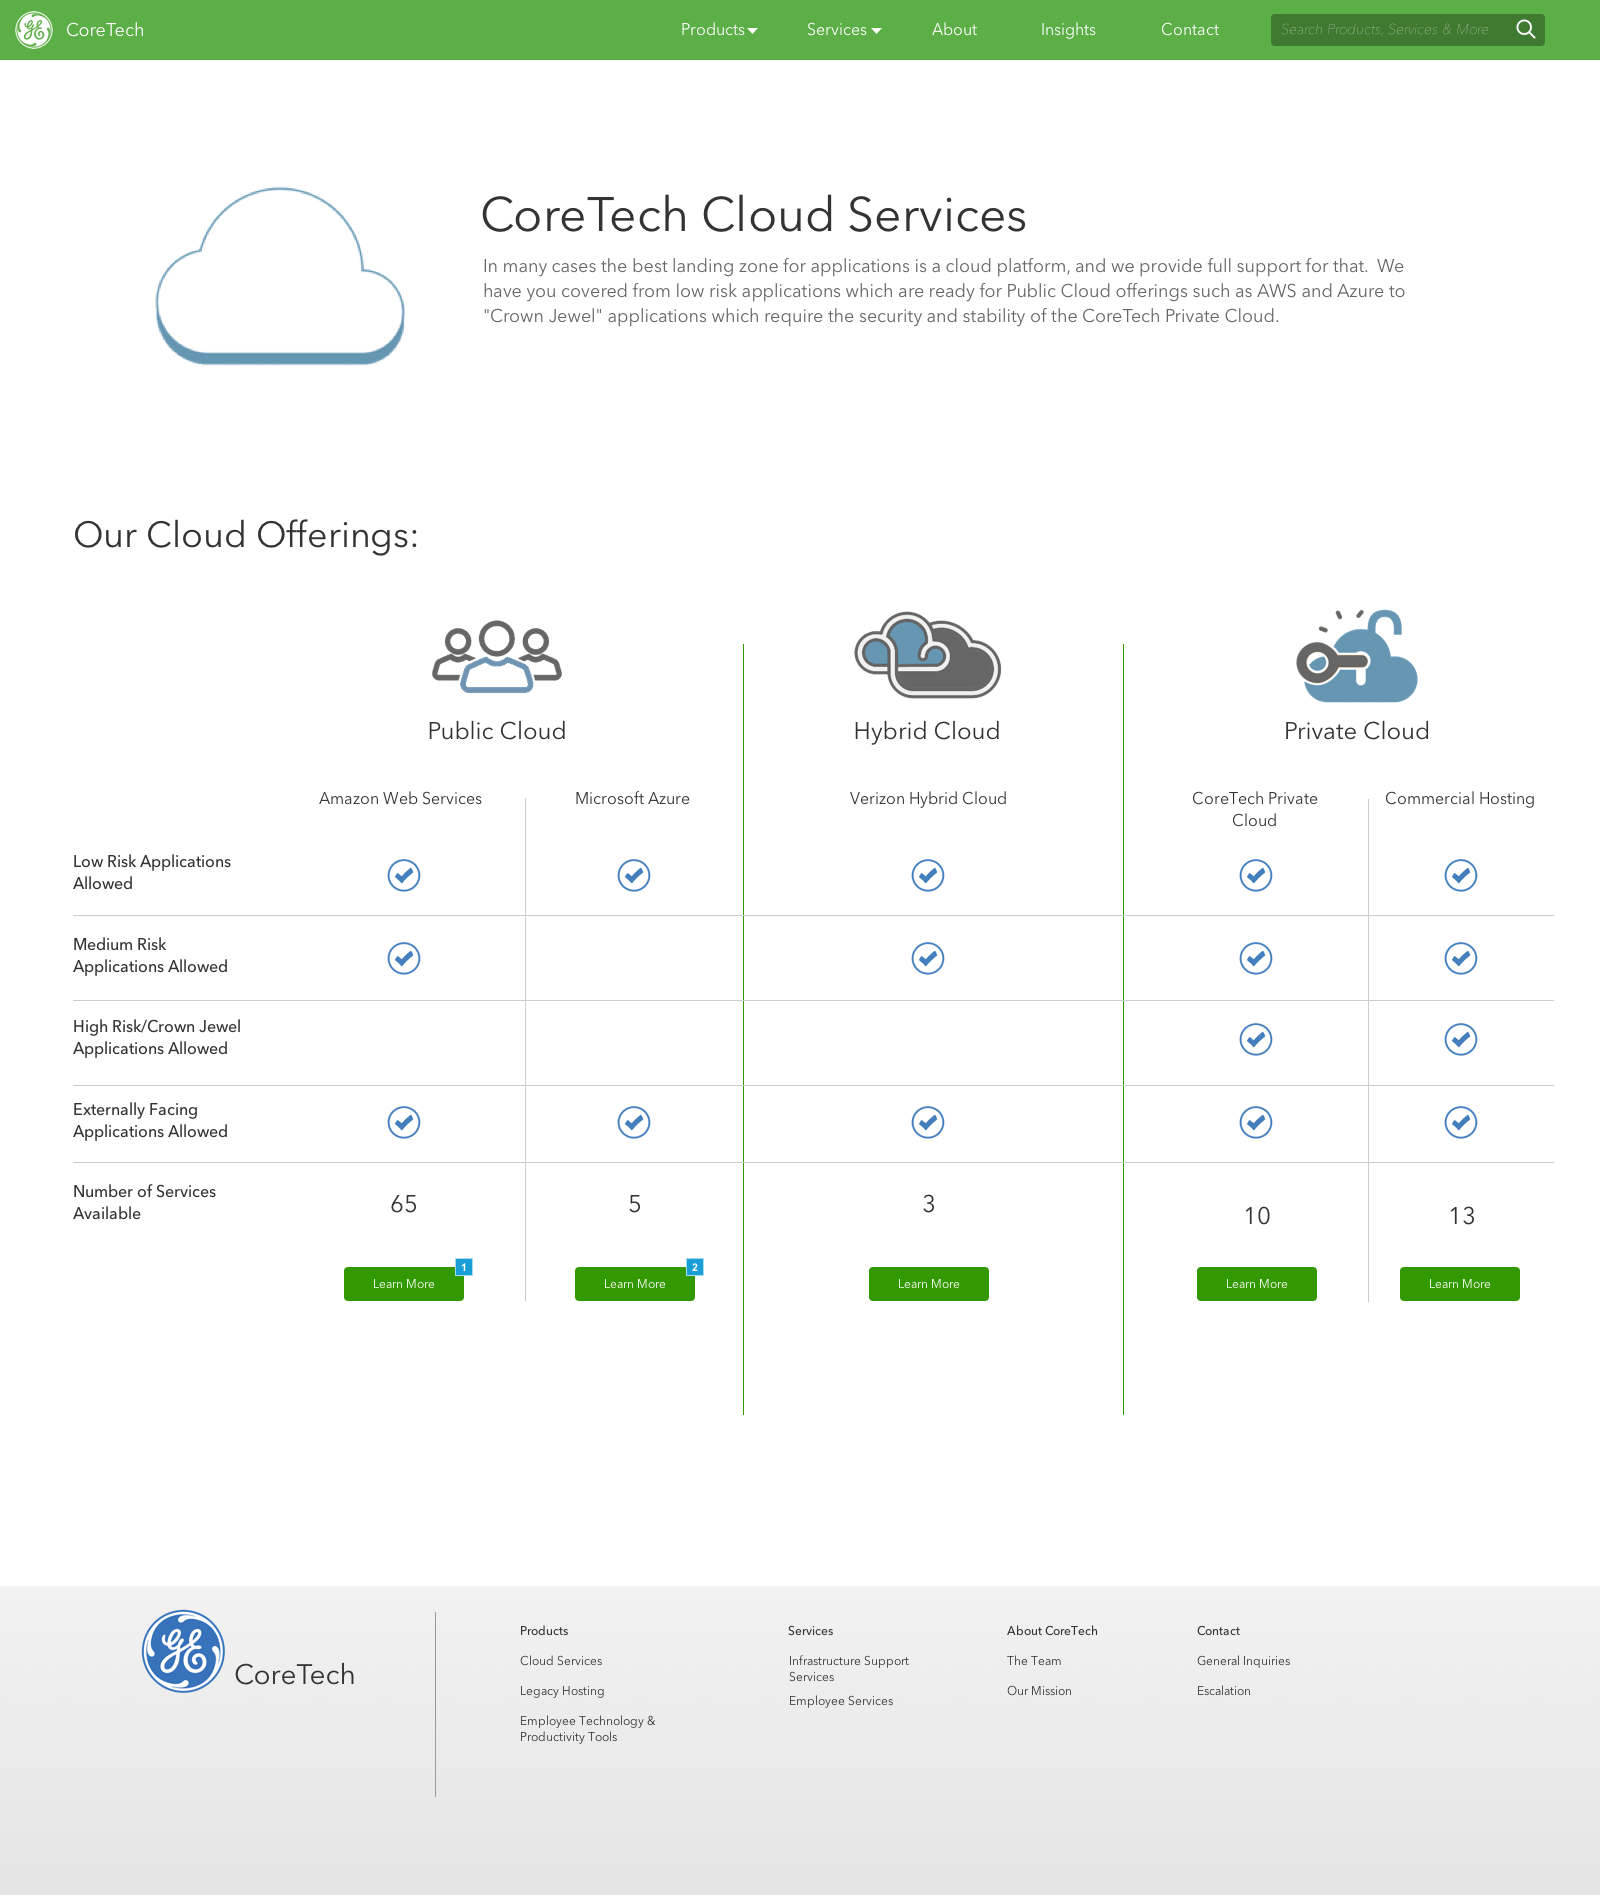 CoreTech
Products
Services
About
Insights
Contact
Search Products, Services & More
CoreTech Cloud Services
In many cases the best landing zone for applications is a cloud platform, and we provide full support for that.  We
have you covered from low risk applications which are ready for Public Cloud offerings such as AWS and Azure to
"Crown Jewel" applications which require the security and stability of the CoreTech Private Cloud.
Our Cloud Offerings:
Public Cloud
Hybrid Cloud
Private Cloud
Amazon Web Services
Microsoft Azure
Verizon Hybrid Cloud
CoreTech Private
Cloud
Commercial Hosting
Low Risk Applications
Allowed
Medium Risk
Applications Allowed
High Risk/Crown Jewel
Applications Allowed
Externally Facing
Applications Allowed
Number of Services
Available
65
5
3
10
13
Learn More
1
Learn More
2
Learn More
Learn More
Learn More
GE
CoreTech
Products
Cloud Services
Legacy Hosting
Employee Technology &
Productivity Tools
Services
Infrastructure Support
Services
Employee Services
About CoreTech
The Team
Our Mission
Contact
General Inquiries
Escalation